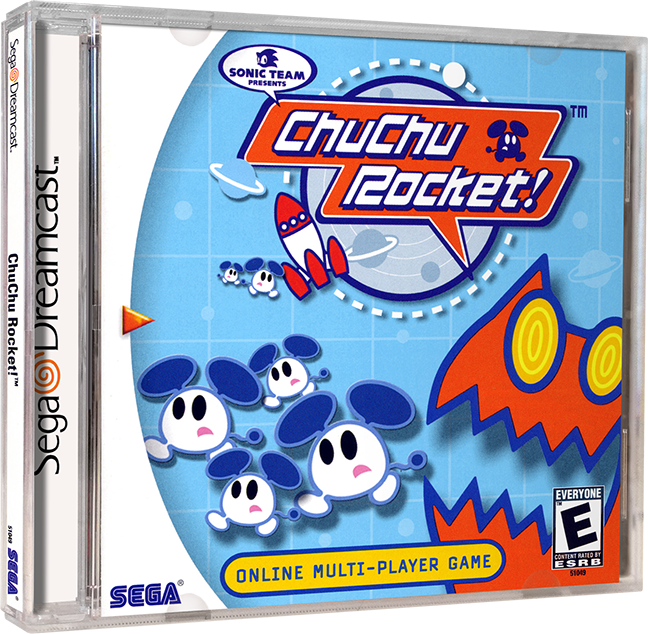 Sega Dreamcast.
ChuChu Rocket!™
51049
SEGA
Sega Dreamcast™
SONIC TEAM
PRESENTS
ChuChu
Rocket!
™
EVERYONE
E
™
CONTENT RATED BY
ESRB
51049
ONLINE MULTI-PLAYER GAME
SEGA®